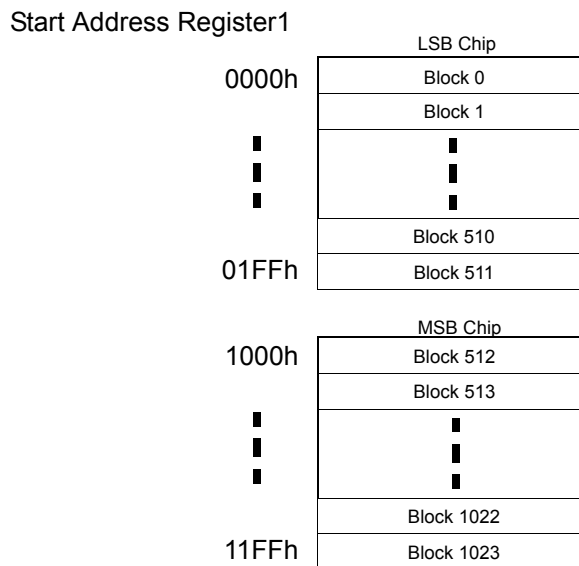 Start Address Register1
LSB Chip
0000h
Block 0
Block 1
Block 510
01FFh
Block 511
MSB Chip
1000h
Block 512
Block 513
Block 1022
11FFh
Block 1023